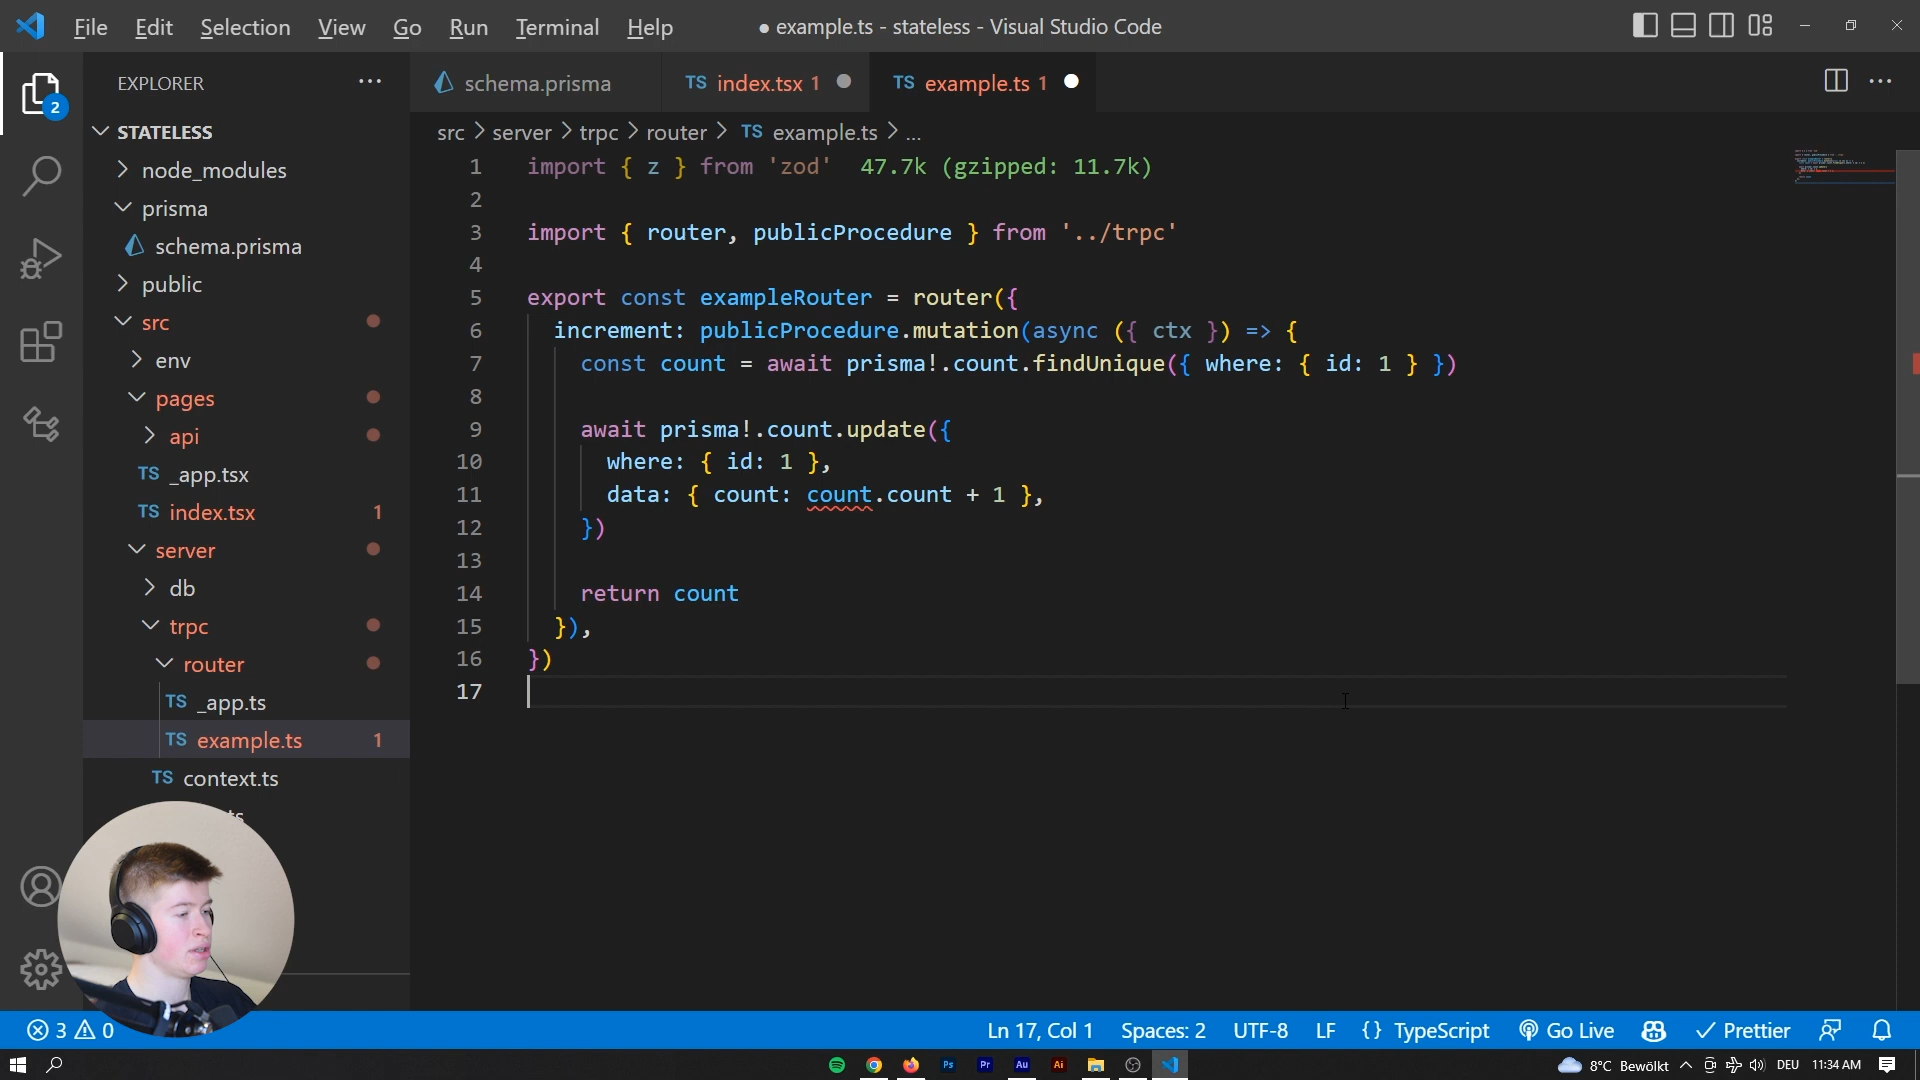 File Edit Selection View Go Run Terminal Help
● example.ts - stateless - Visual Studio Code
EXPLORER
2
STATELESS
node_modules
prisma
schema.prisma
public
src
env
pages
api
TS _app.tsx
TS index.tsx 1
server
db
trpc
router
TS _app.ts
TS example.ts 1
TS context.ts
schema.prisma
TS index.tsx 1
TS example.ts 1
src > server > trpc > router > TS example.ts > ...
1 import { z } from 'zod' 47.7k (gzipped: 11.7k)
2
3 import { router, publicProcedure } from '../trpc'
4
5 export const exampleRouter = router({
6 increment: publicProcedure.mutation(async ({ ctx }) => {
7 const count = await prisma!.count.findUnique({ where: { id: 1 } })
8
9 await prisma!.count.update({
10 where: { id: 1 },
11 data: { count: count.count + 1 },
12 })
13
14 return count
15 }),
16 })
17
3 0
Ln 17, Col 1 Spaces: 2 UTF-8 LF {} TypeScript Go Live Prettier
Ps Pr Au Ai
8°C Bewölkt DEU 11:34 AM